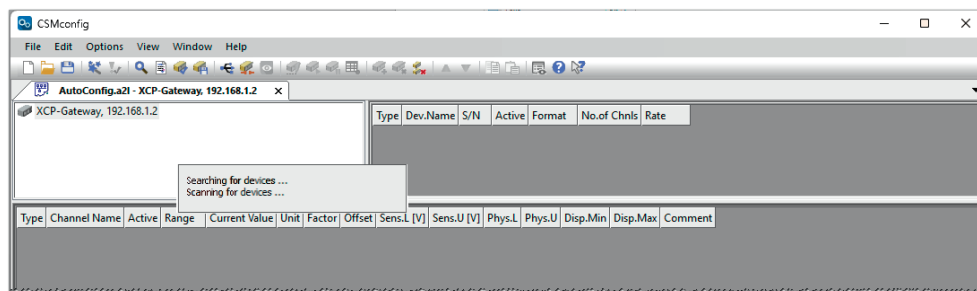 CSMconfig
File Edit Options View Window Help
AutoConfig.a2l - XCP-Gateway, 192.168.1.2
XCP-Gateway, 192.168.1.2
Type Dev.Name S/N Active Format No.of Chnls Rate
Searching for devices ...
Scanning for devices ...
Type Channel Name Active Range Current Value Unit Factor Offset Sens.L [V] Sens.U [V] Phys.L Phys.U Disp.Min Disp.Max Comment